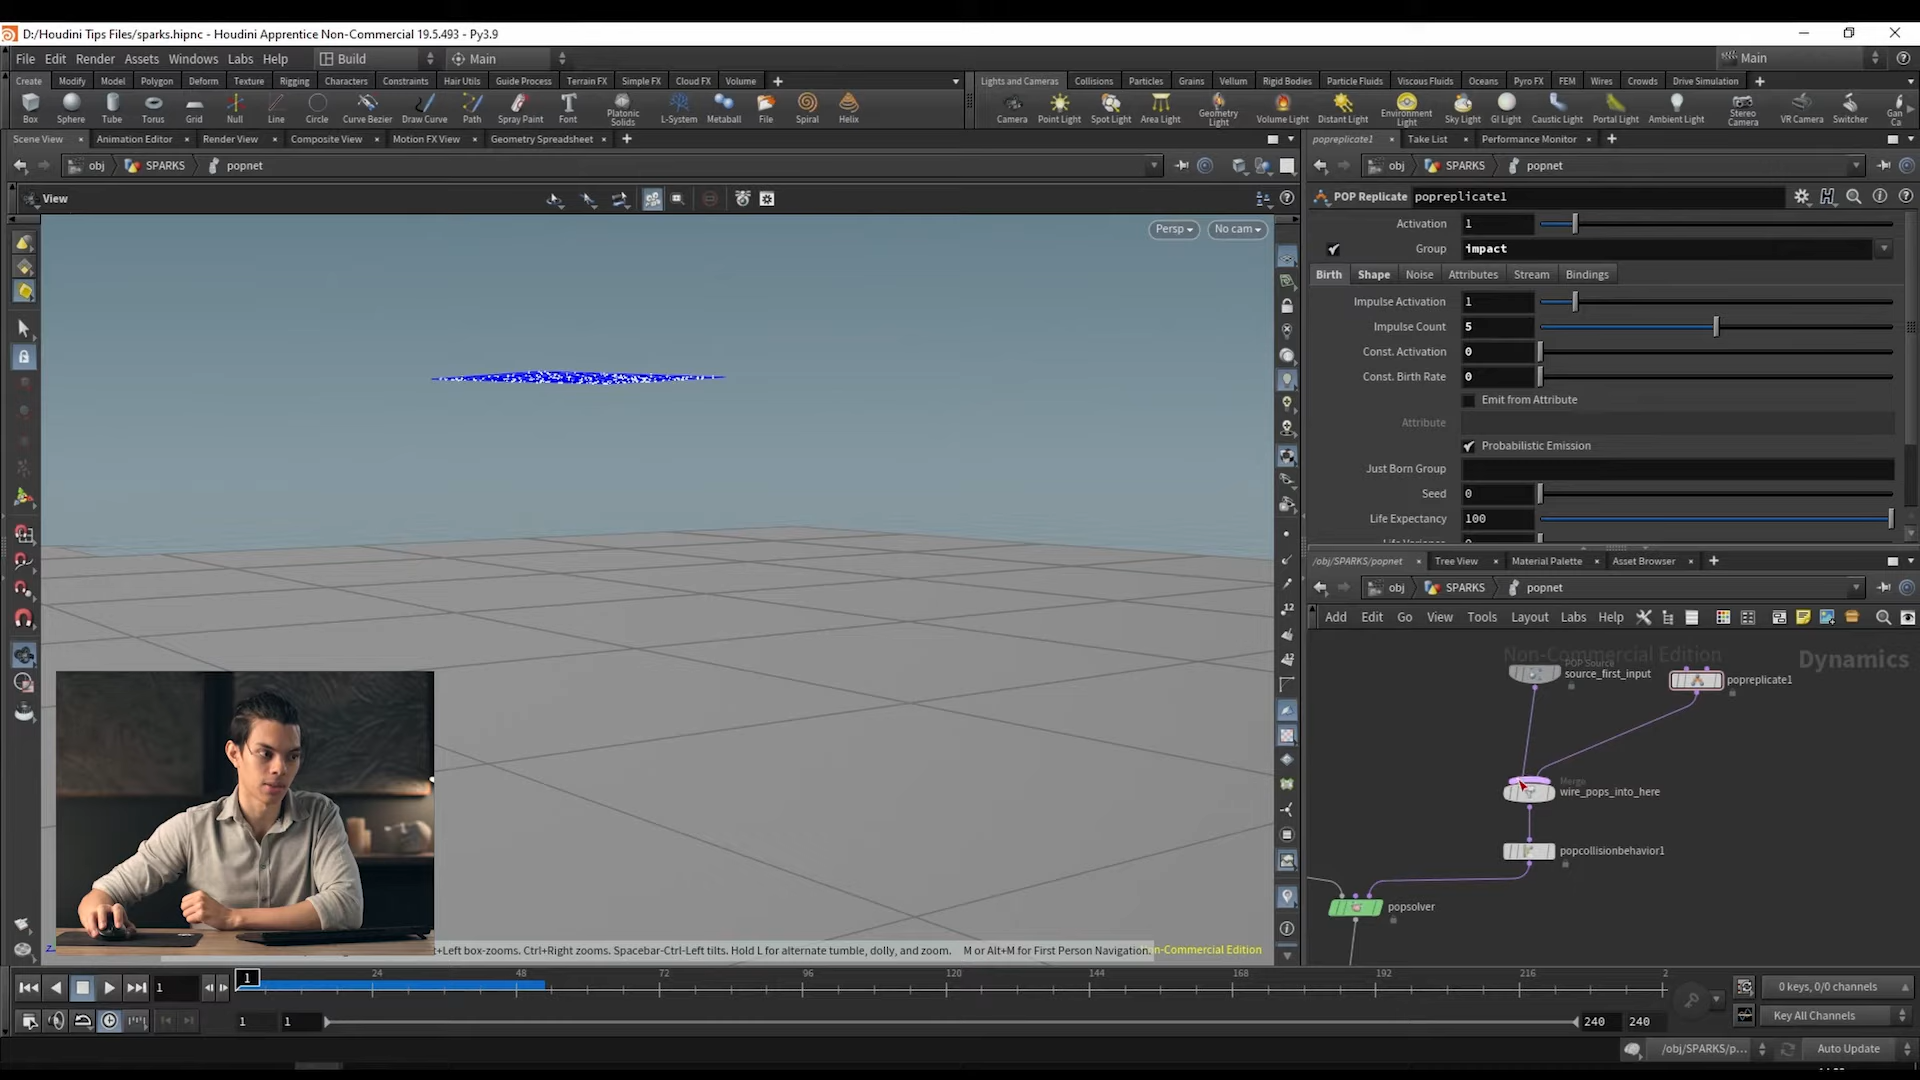 D:/Houdini Tips Files/sparks.hipnc - Houdini Apprentice Non-Commercial 19.5.493 - Py3.9
File Edit Render Assets Windows Labs Help Build Main Main
Create Modify Model Polygon Deform Texture Rigging Characters Constraints Hair Utils Guide Process Terrain FX Simple FX Cloud FX Volume
Lights and Cameras Collisions Particles Grains Vellum Rigid Bodies Particle Fluids Viscous Fluids Oceans Pyro FX FEM Wires Crowds Drive Simulation
Box Sphere Tube Torus Grid Null Line Circle Curve Bezier Draw Curve Path Spray Paint Font Platonic Solids L-System Metaball File Spiral Helix
Camera Point Light Spot Light Area Light Geometry Light Volume Light Distant Light Environment Light Sky Light GI Light Caustic Light Portal Light Ambient Light Stereo Camera VR Camera Switcher Gan Ca
Scene View Animation Editor Render View Composite View Motion FX View Geometry Spreadsheet
popreplicate1 Take List Performance Monitor
obj SPARKS popnet
obj SPARKS popnet
View
POP Replicate popreplicate1
Persp No cam
Activation 1
Group impact
Birth Shape Noise Attributes Stream Bindings
Impulse Activation 1
Impulse Count 5
Const. Activation 0
Const. Birth Rate 0
Emit from Attribute
Attribute
Probabilistic Emission
Just Born Group
Seed 0
Life Expectancy 100
/obj/SPARKS/popnet Tree View Material Palette Asset Browser
obj SPARKS popnet
Add Edit Go View Tools Layout Labs Help
Non-Commercial Edition
Dynamics
POP Source
source_first_input
popreplicate1
Merge
wire_pops_into_here
popcollisionbehavior1
popsolver
12
12
t+Left box-zooms. Ctrl+Right zooms. Spacebar-Ctrl-Left tilts. Hold L for alternate tumble, dolly, and zoom. M or Alt+M for First Person Navigation.
n-Commercial Edition
1 1 24 48 72 96 120 144 168 192 216 2
0 keys, 0/0 channels
1 1 240 240
Key All Channels
/obj/SPARKS/p... Auto Update